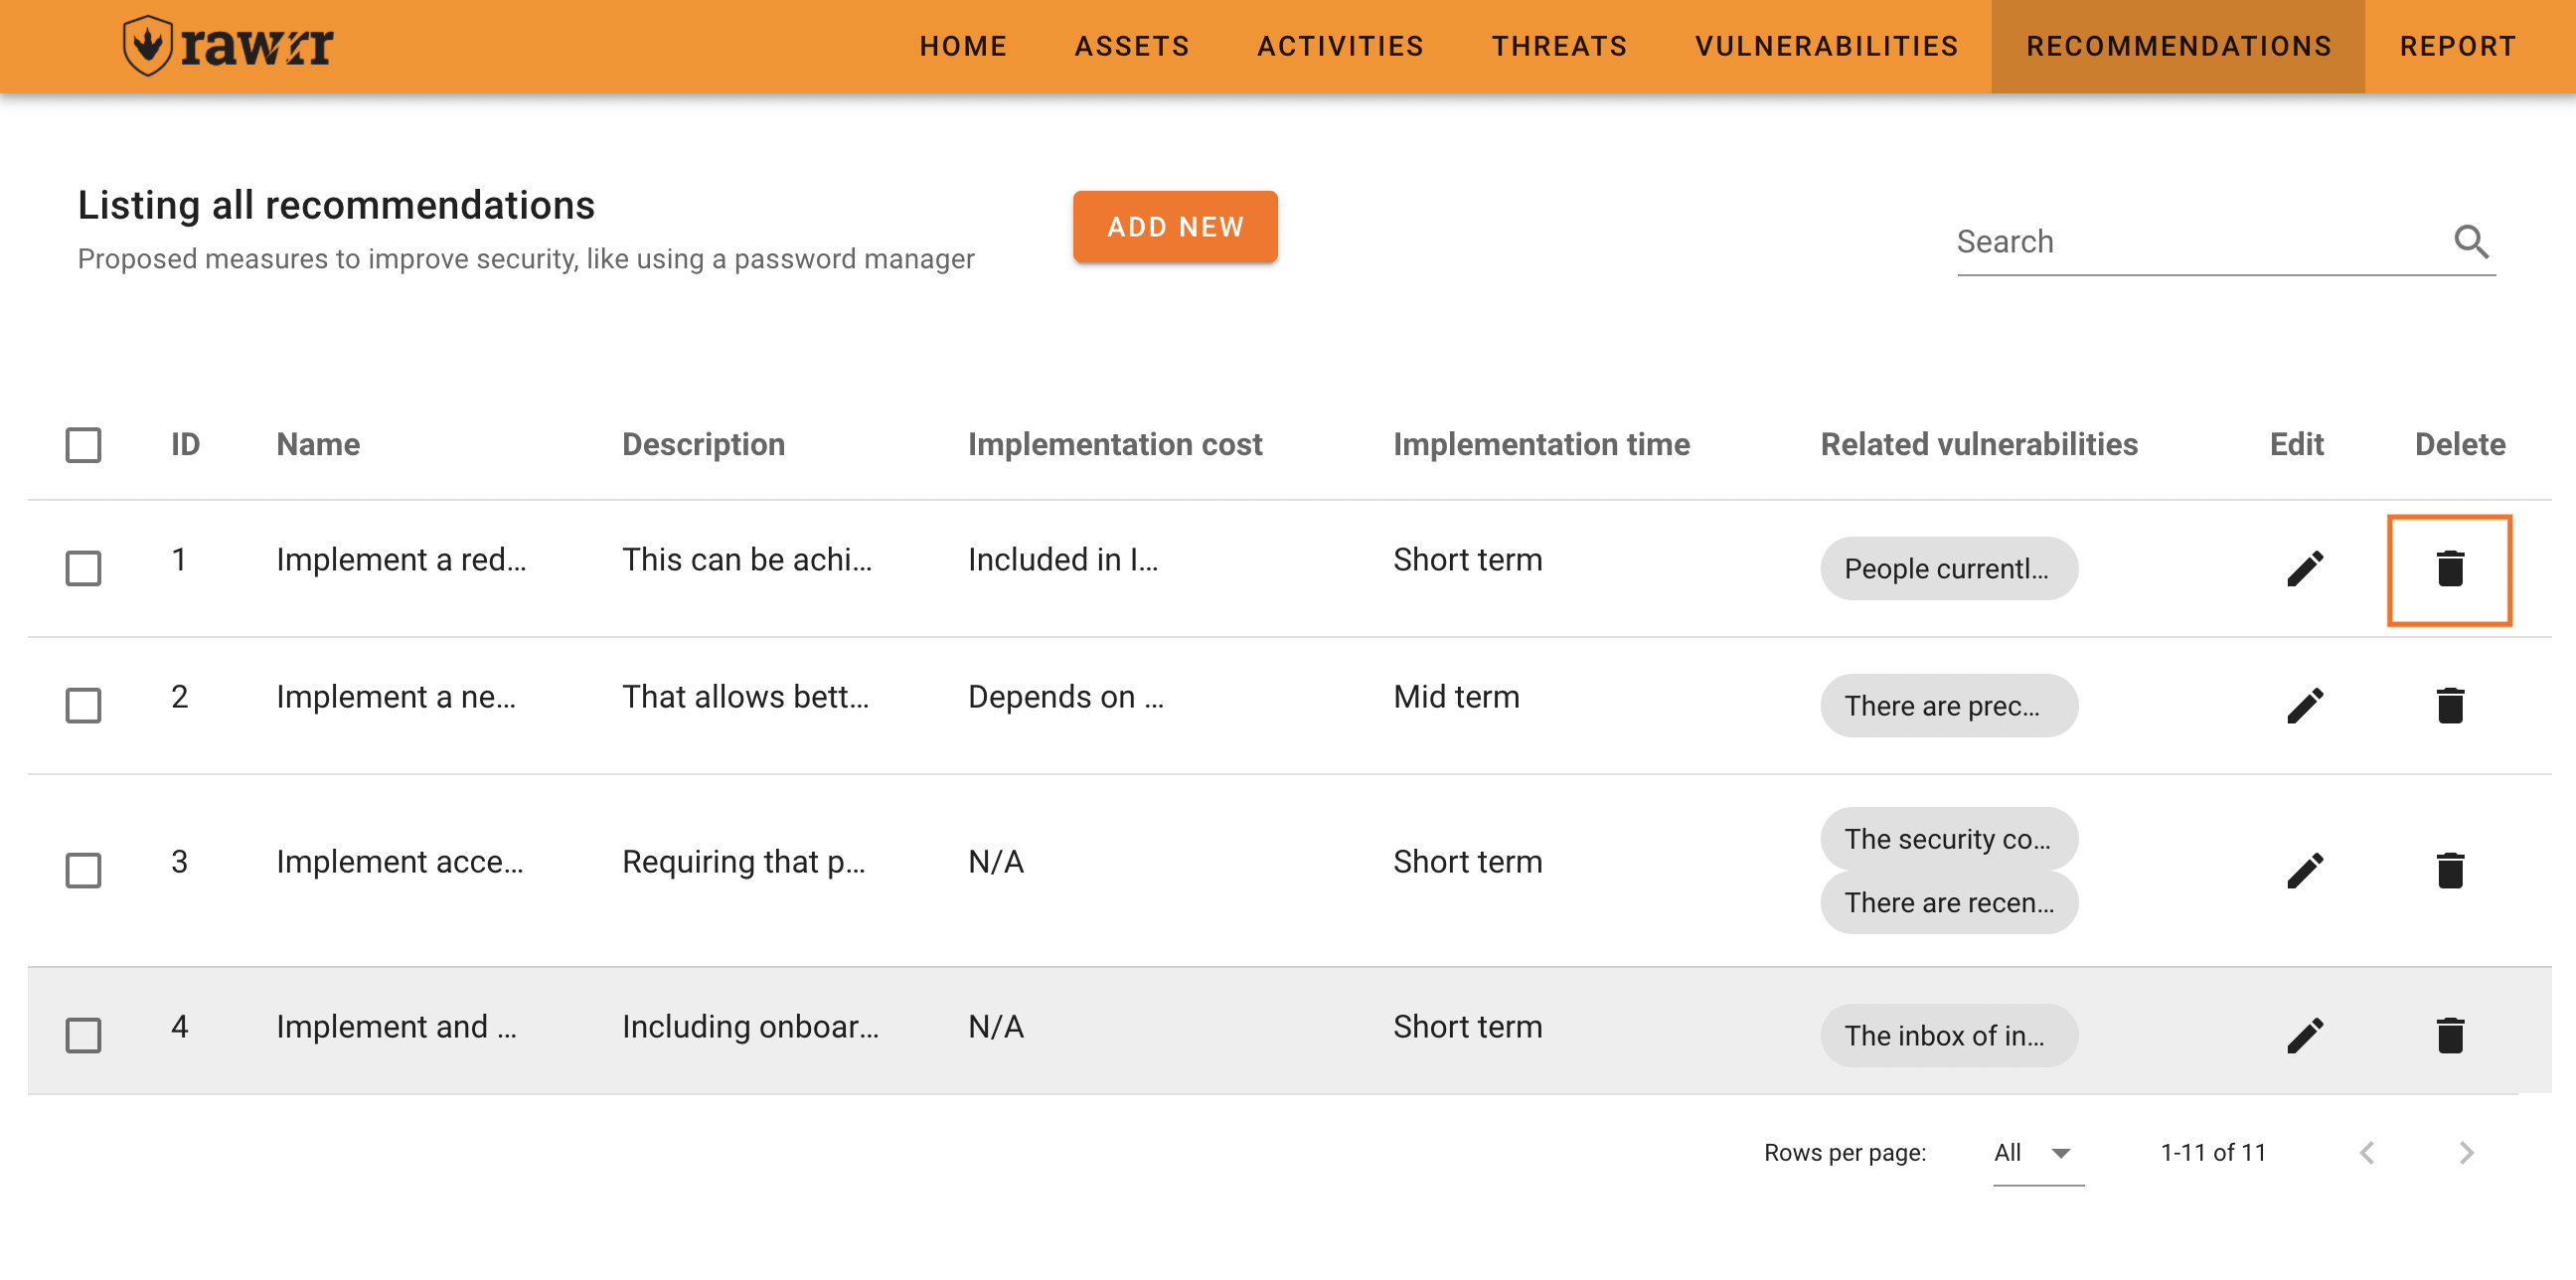 rawrr HOME ASSETS ACTIVITIES THREATS VULNERABILITIES RECOMMENDATIONS REPORT
Listing all recommendations
Proposed measures to improve security, like using a password manager
ADD NEW
Search
ID Name Description Implementation cost Implementation time Related vulnerabilities Edit Delete
1 Implement a red... This can be achi... Included in I... Short term People currentl...
2 Implement a ne... That allows bett... Depends on ... Mid term There are prec...
3 Implement acce... Requiring that p... N/A Short term The security co...
There are recen...
4 Implement and ... Including onboar... N/A Short term The inbox of in...
Rows per page: All 1-11 of 11